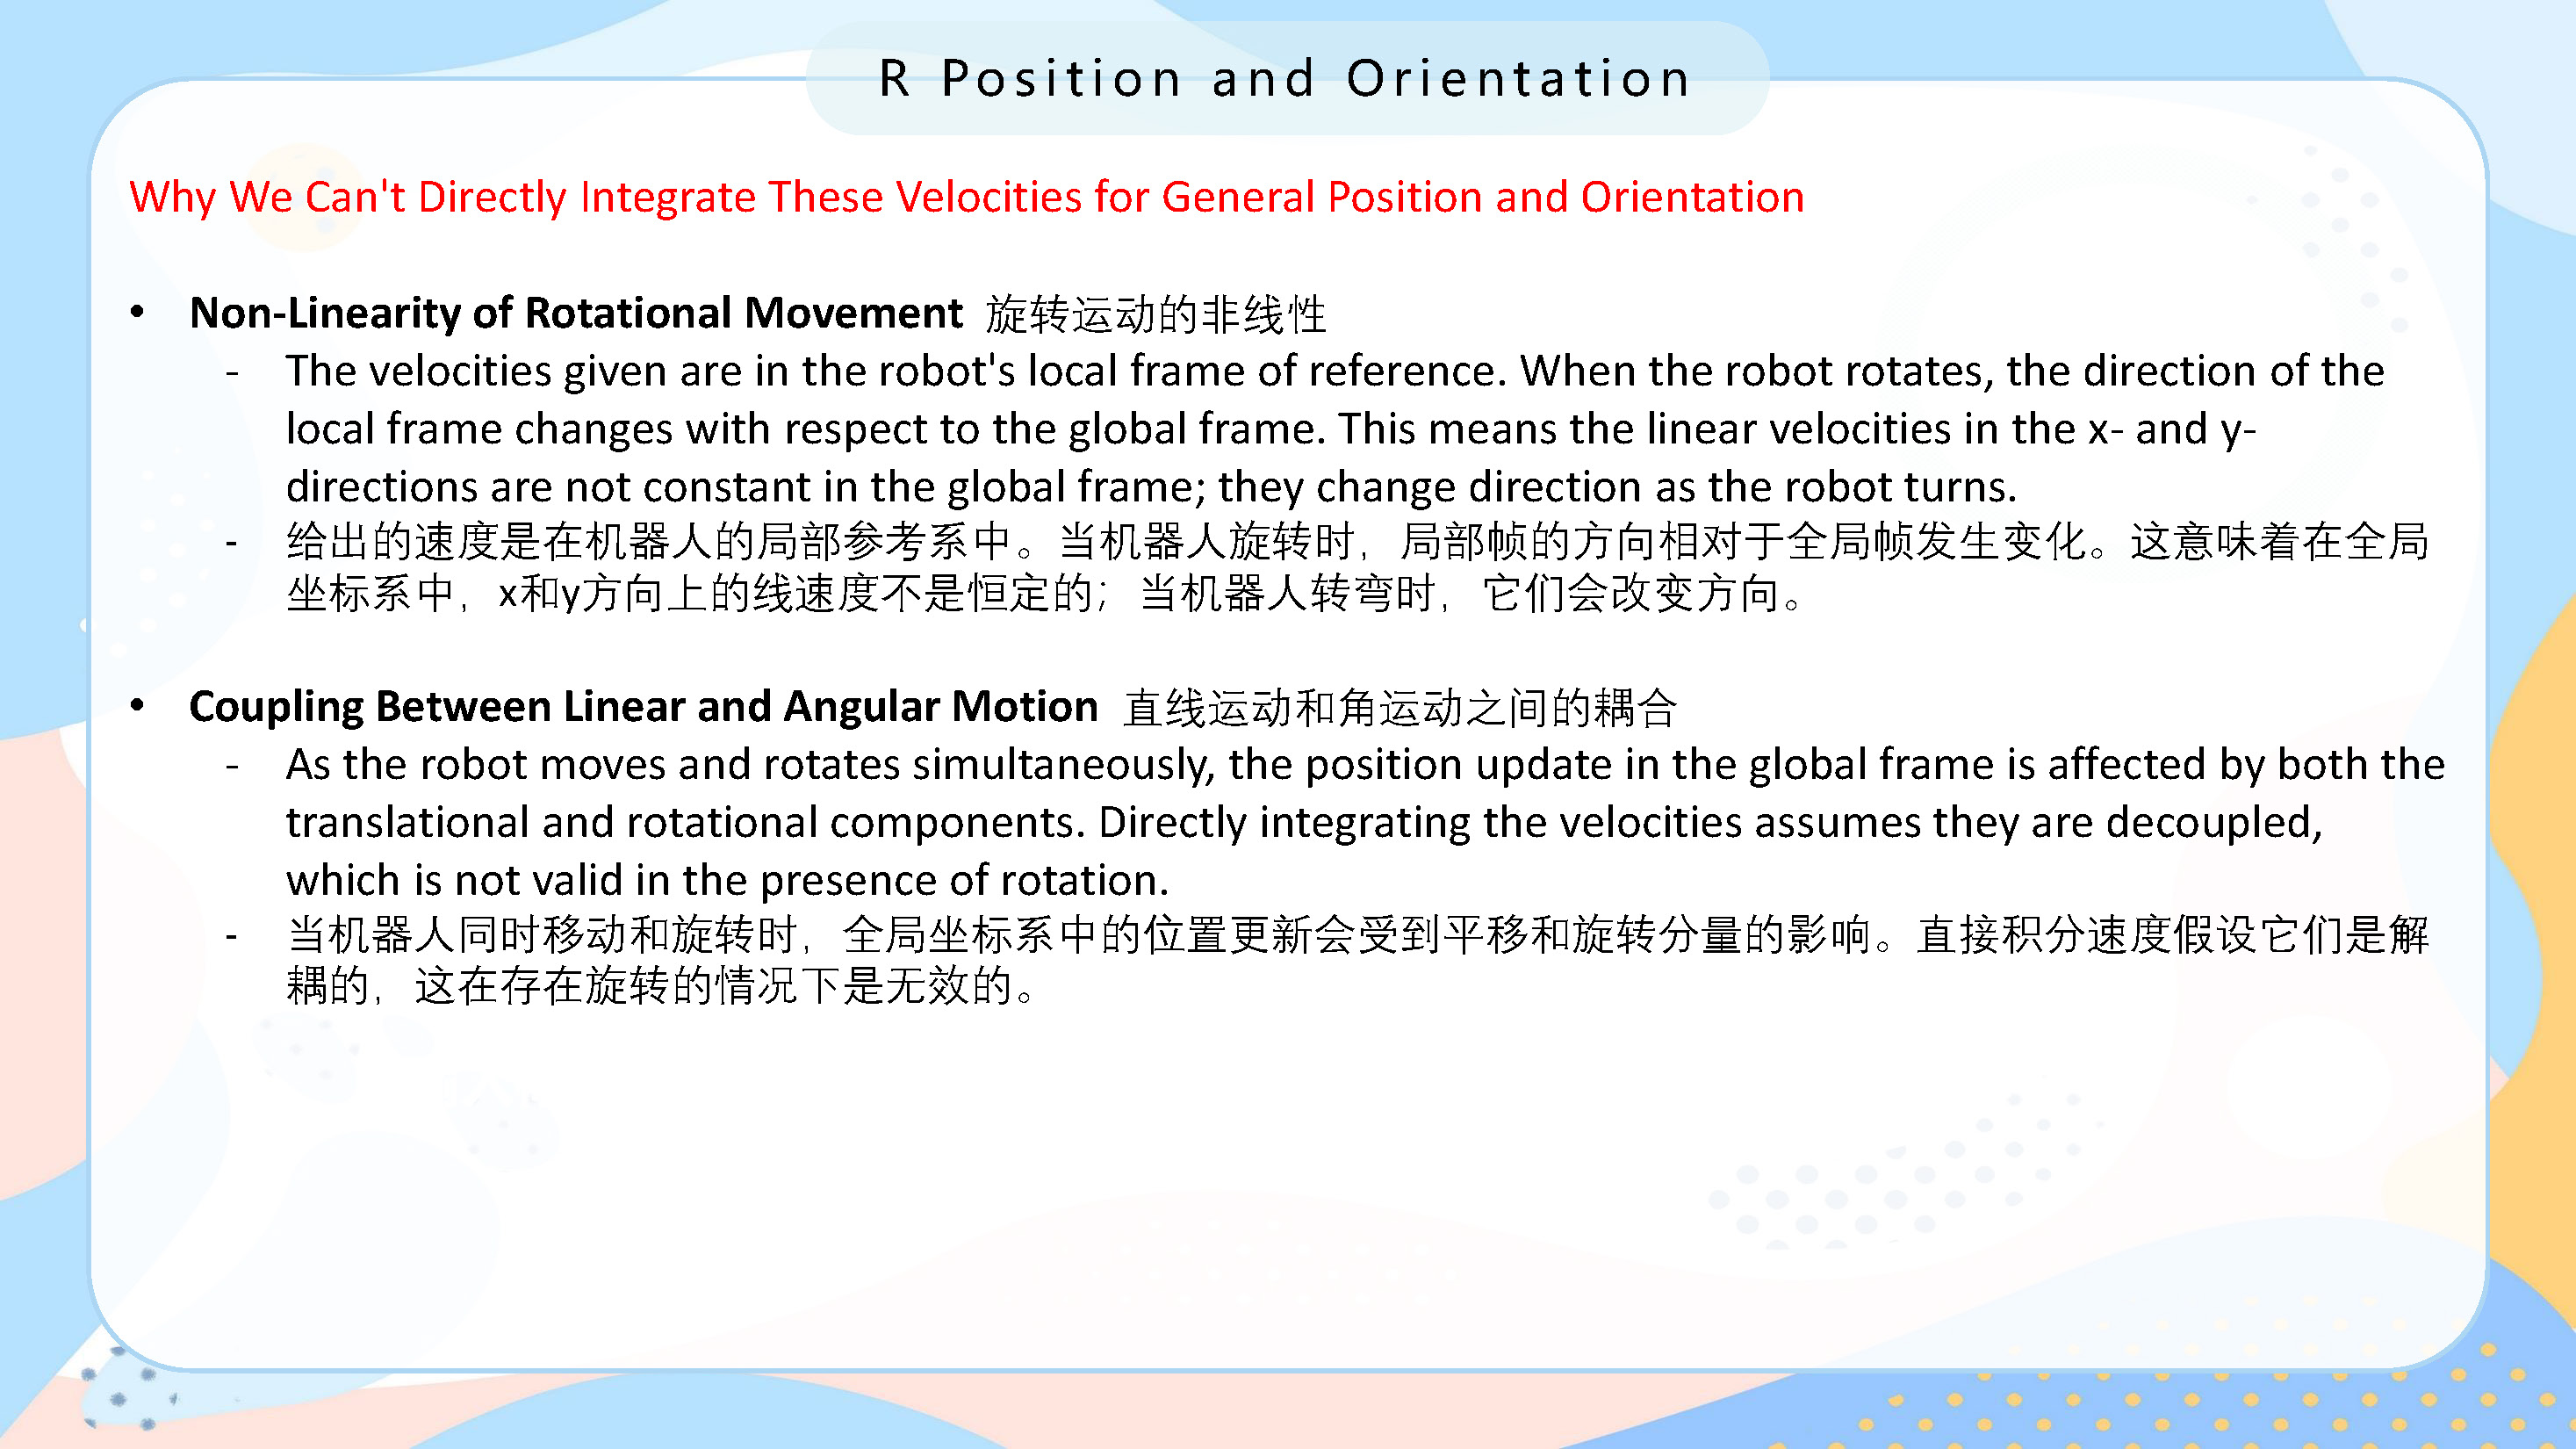 R Position and Orientation
Why We Can't Directly Integrate These Velocities for General Position and Orientation
• Non-Linearity of Rotational Movement 旋转运动的非线性
- The velocities given are in the robot's local frame of reference. When the robot rotates, the direction of the
local frame changes with respect to the global frame. This means the linear velocities in the x- and y-
directions are not constant in the global frame; they change direction as the robot turns.
- 给出的速度是在机器人的局部参考系中。当机器人旋转时，局部帧的方向相对于全局帧发生变化。这意味着在全局
坐标系中，x和y方向上的线速度不是恒定的；当机器人转弯时，它们会改变方向。
• Coupling Between Linear and Angular Motion 直线运动和角运动之间的耦合
- As the robot moves and rotates simultaneously, the position update in the global frame is affected by both the
translational and rotational components. Directly integrating the velocities assumes they are decoupled,
which is not valid in the presence of rotation.
- 当机器人同时移动和旋转时，全局坐标系中的位置更新会受到平移和旋转分量的影响。直接积分速度假设它们是解
耦的，这在存在旋转的情况下是无效的。